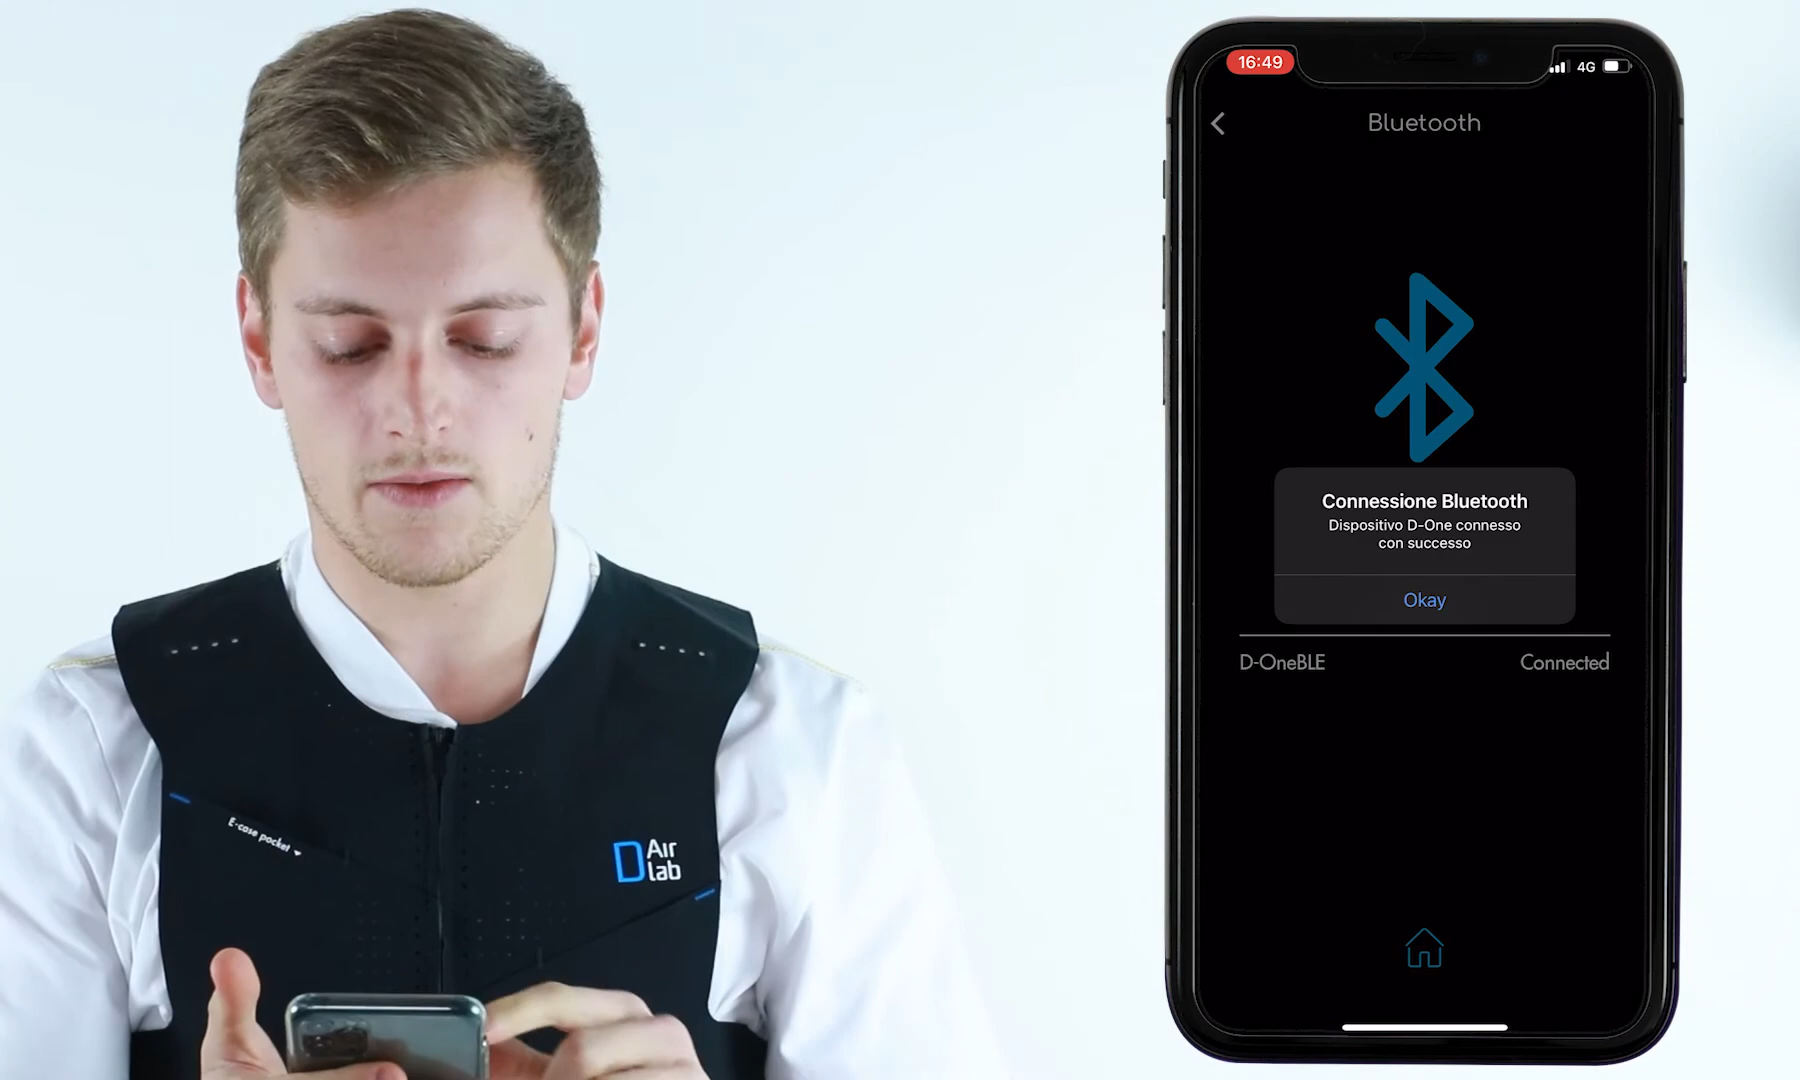 E-case pocket
D Air
lab
16:49
4G
Bluetooth
Connessione Bluetooth
Dispositivo D-One connesso
con successo
Okay
D-OneBLE Connected